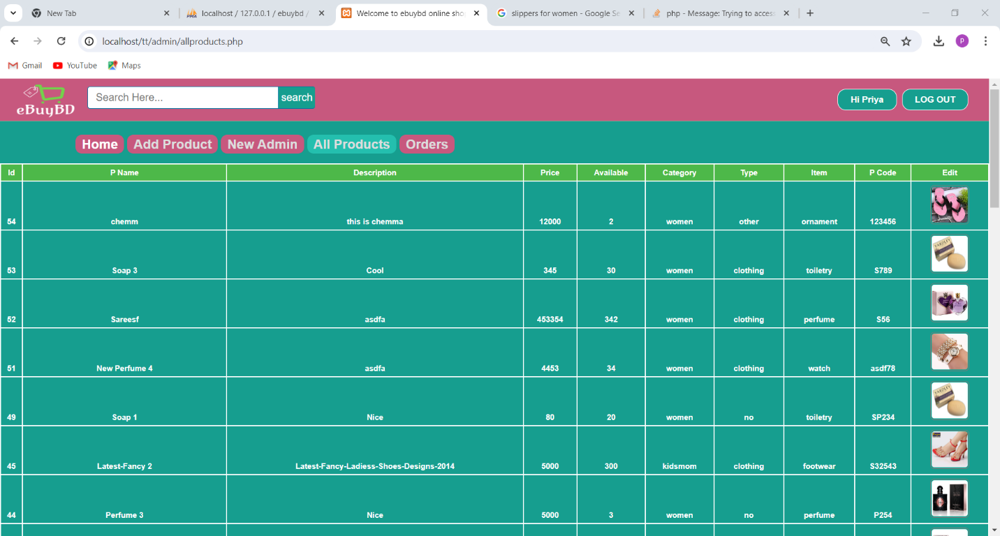 New Tab
localhost / 127.0.0.1 / ebuybd /
Welcome to ebuybd online sho
slippers for women - Google Se
php - Message: Trying to access
localhost/tt/admin/allproducts.php
P
Gmail YouTube Maps
eBuyBD
Search Here... search
Hi Priya LOG OUT
Home Add Product New Admin All Products Orders
Id P Name Description Price Available Category Type Item P Code Edit
54 chemm this is chemma 12000 2 women other ornament 123456
53 Soap 3 Cool 345 30 women clothing toiletry S789
52 Sareesf asdfa 453354 342 women clothing perfume S56
51 New Perfume 4 asdfa 4453 34 women clothing watch asdf78
49 Soap 1 Nice 80 20 women no toiletry SP234
45 Latest-Fancy 2 Latest-Fancy-Ladiess-Shoes-Designs-2014 5000 300 kidsmom clothing footwear S32543
44 Perfume 3 Nice 5000 3 women no perfume P254